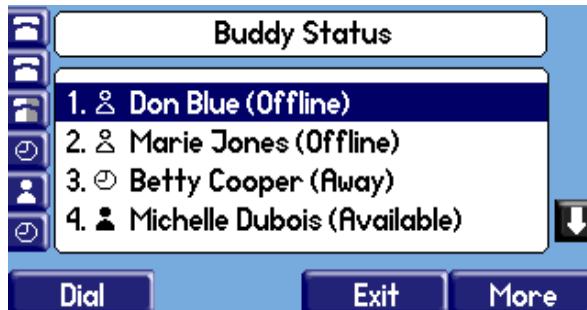 Buddy Status
1. Don Blue (Offline)
2. Marie Jones (Offline)
3. Betty Cooper (Away)
4. Michelle Dubois (Available)
Dial Exit More